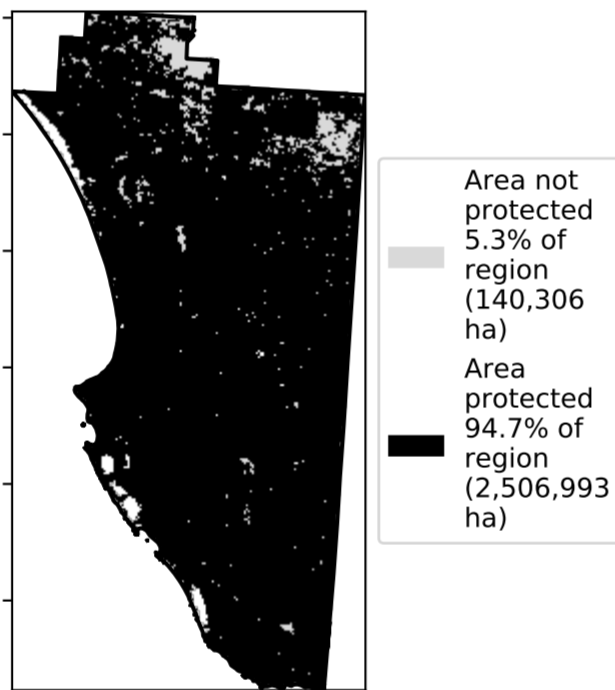 Area not
protected
5.3% of
region
(140,306
ha)
Area
protected
94.7% of
region
(2,506,993
ha)